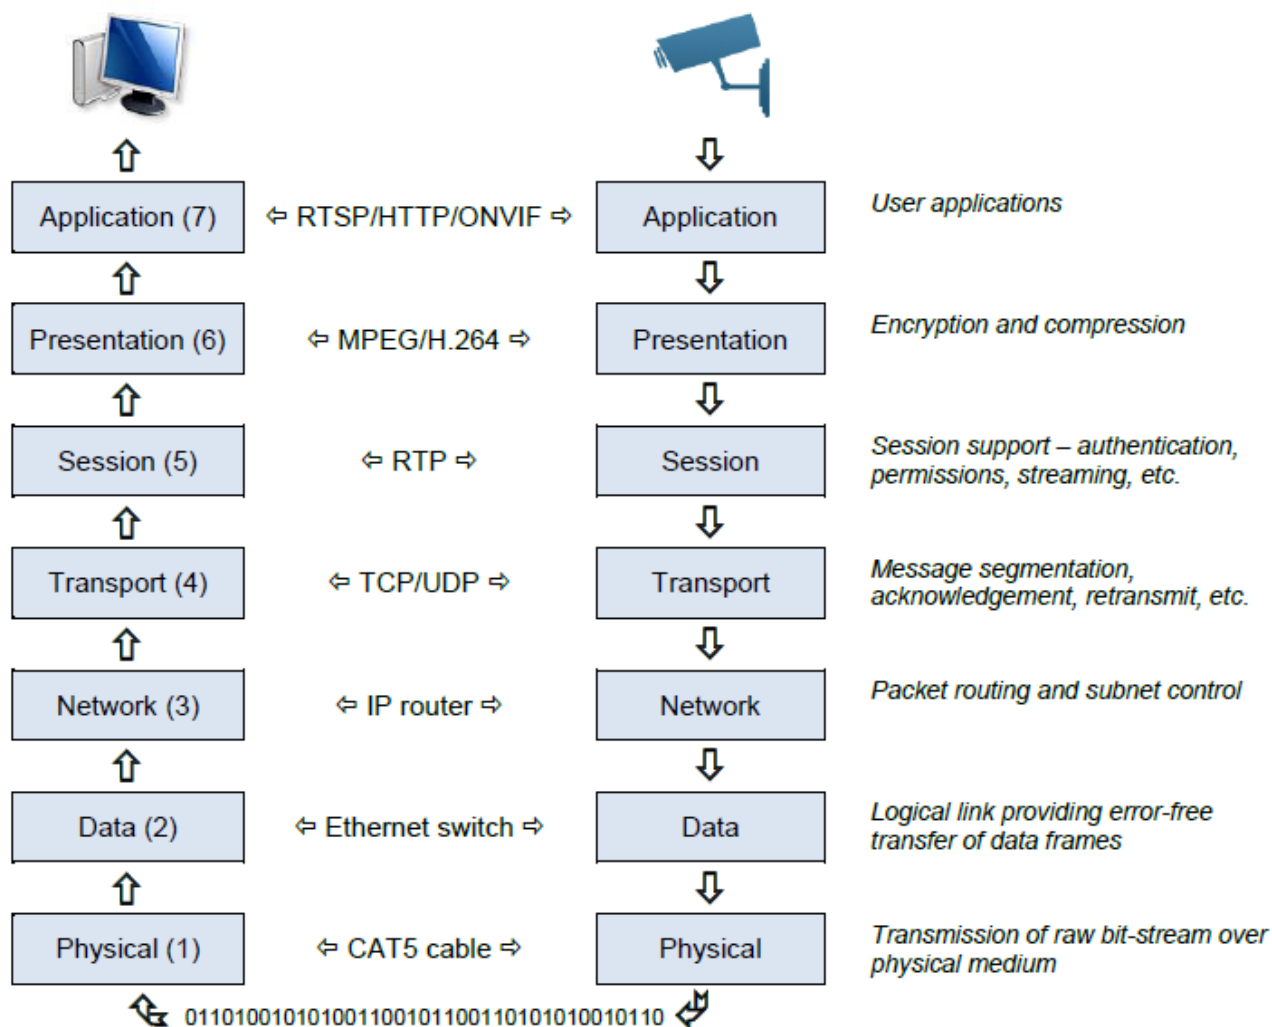 Application (7)
⇦ RTSP/HTTP/ONVIF ⇨
Application
User applications
Presentation (6)
⇦ MPEG/H.264 ⇨
Presentation
Encryption and compression
Session (5)
⇦ RTP ⇨
Session
Session support – authentication,
permissions, streaming, etc.
Transport (4)
⇦ TCP/UDP ⇨
Transport
Message segmentation,
acknowledgement, retransmit, etc.
Network (3)
⇦ IP router ⇨
Network
Packet routing and subnet control
Data (2)
⇦ Ethernet switch ⇨
Data
Logical link providing error-free
transfer of data frames
Physical (1)
⇦ CAT5 cable ⇨
Physical
Transmission of raw bit-stream over
physical medium
011010010101001100101100110101010010110